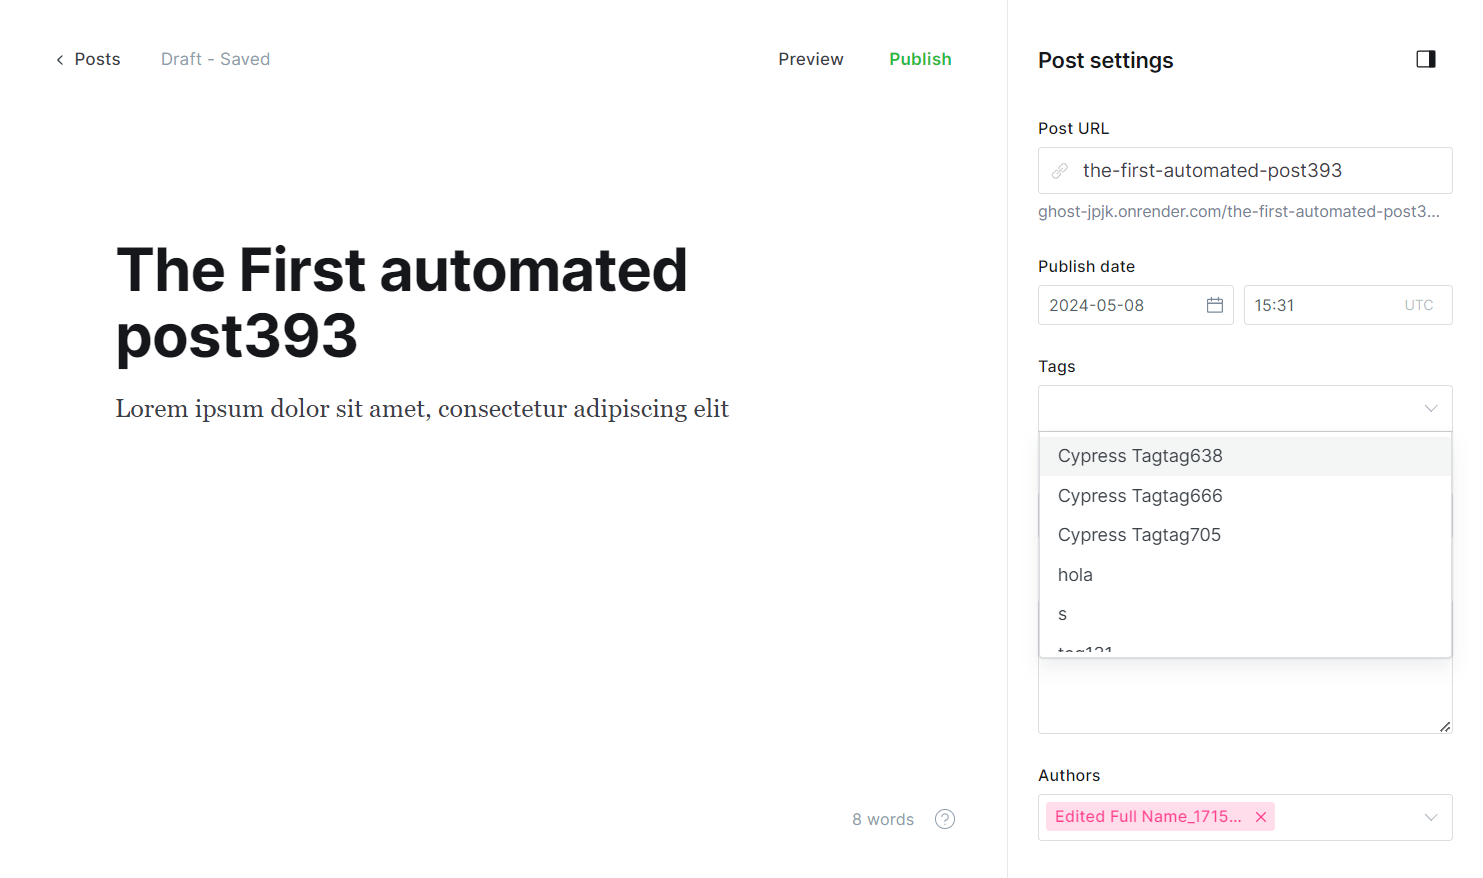 Posts
Draft - Saved
Preview
Publish
The First automated
post393
Lorem ipsum dolor sit amet, consectetur adipiscing elit
8 words
?
Post settings
Post URL
the-first-automated-post393
ghost-jpjk.onrender.com/the-first-automated-post3...
Publish date
2024-05-08
15:31
UTC
Tags
Cypress Tagtag638
Cypress Tagtag666
Cypress Tagtag705
hola
s
tag131
Authors
Edited Full Name_1715...